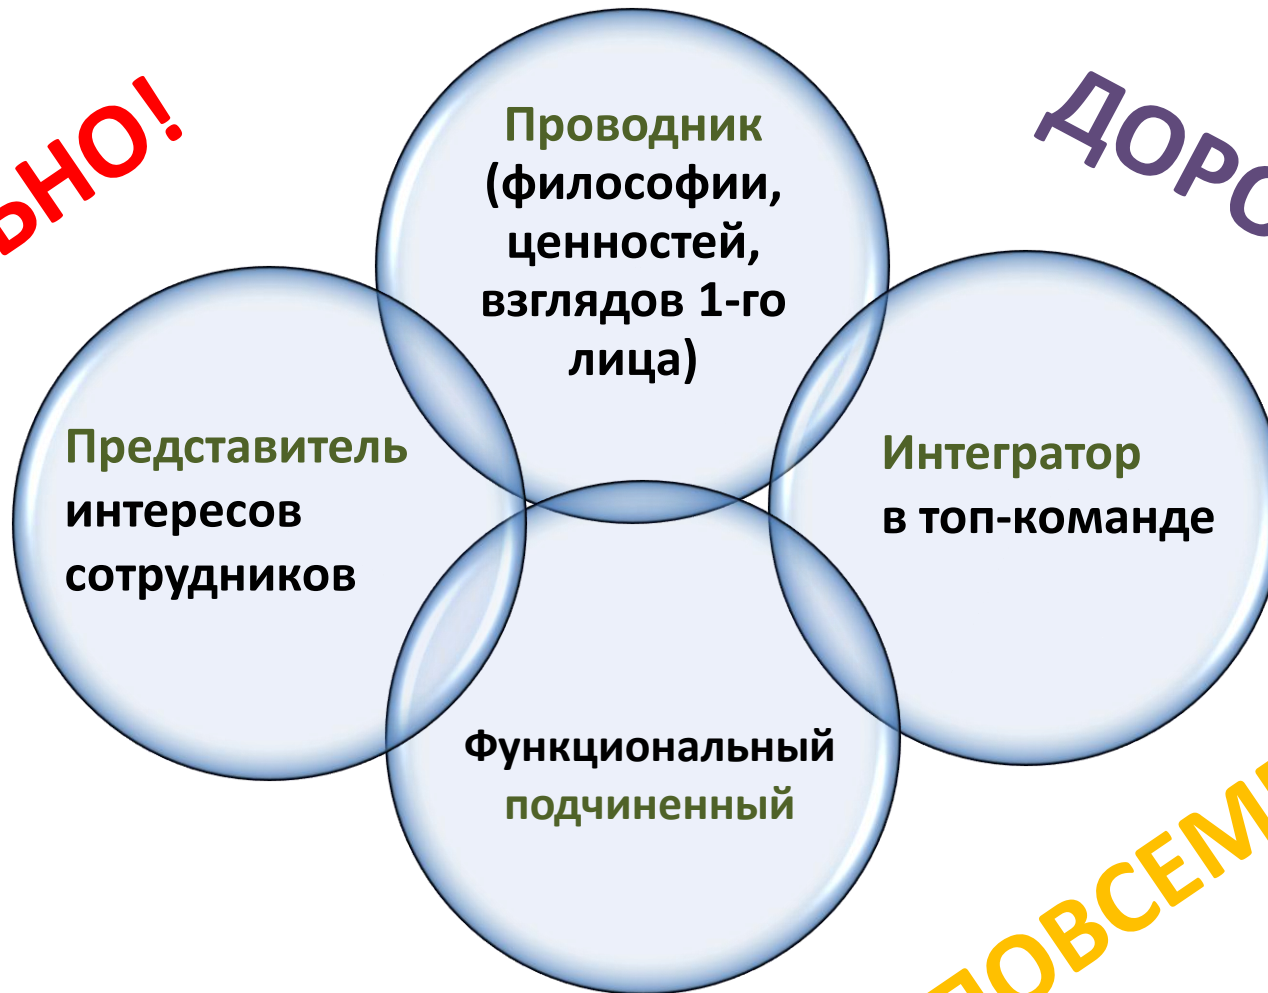 ЬНО!
ДОРО
Проводник
(философии,
ценностей,
взглядов 1-го
лица)
Представитель
интересов
сотрудников
Интегратор
в топ-команде
Функциональный
подчиненный
ПОВСЕМ